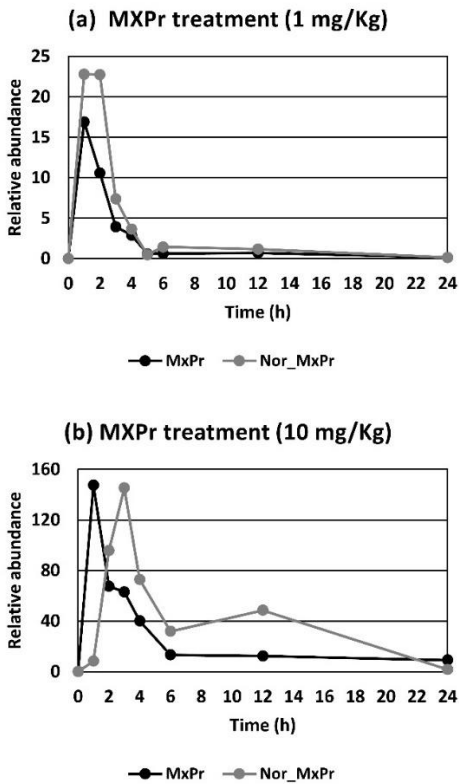 (a) MXPr treatment (1 mg/Kg)
25
20
15
10
5
0
Relative abundance
0 2 4 6 8 10 12 14 16 18 20 22 24
Time (h)
MxPr Nor_MxPr
(b) MXPr treatment (10 mg/Kg)
160
120
80
40
0
Relative abundance
0 2 4 6 8 10 12 14 16 18 20 22 24
Time (h)
MxPr Nor_MxPr